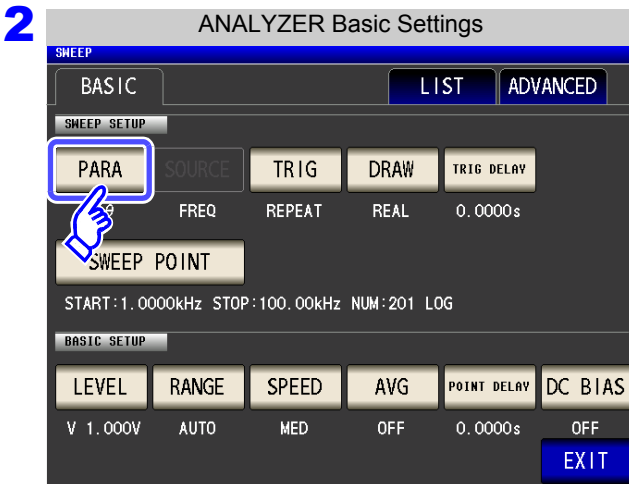 2
ANALYZER Basic Settings
SWEEP
BASIC LIST ADVANCED
SWEEP SETUP
PARA SOURCE TRIG DRAW TRIG DELAY
FREQ REPEAT REAL 0.0000s
SWEEP POINT
START:1.0000kHz STOP:100.00kHz NUM:201 LOG
BASIC SETUP
LEVEL RANGE SPEED AVG POINT DELAY DC BIAS
V 1.000V AUTO MED OFF 0.0000s OFF
EXIT